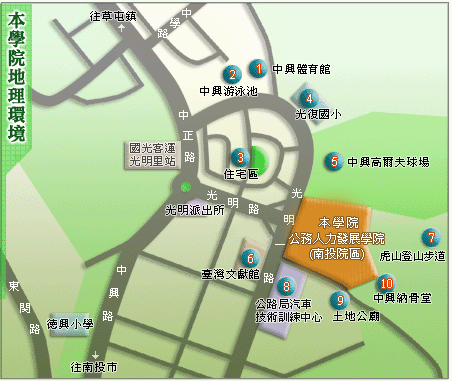 本學院地理環境
往草屯鎮
中學路
1 中興體育館
2
中興游泳池
4
光復國小
中正路
國光客運
光明里站
3
住宅區
5 中興高爾夫球場
光明派出所
光明路
光明一
本學院
公務人力發展學院
(南投院區)
7
虎山登山步道
6
臺灣文獻館
8
公路局汽車
技術訓練中心
9
土地公廟
10
中興納骨堂
東閔路
中興路
德興小學
往南投市